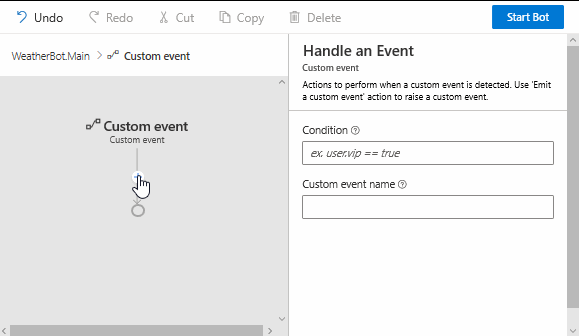 Undo Redo Cut Copy Delete Start Bot
WeatherBot.Main > Custom event
Custom event
Custom event
Handle an Event
Custom event
Actions to perform when a custom event is detected. Use 'Emit
a custom event' action to raise a custom event.
Condition
ex. user.vip == true
Custom event name